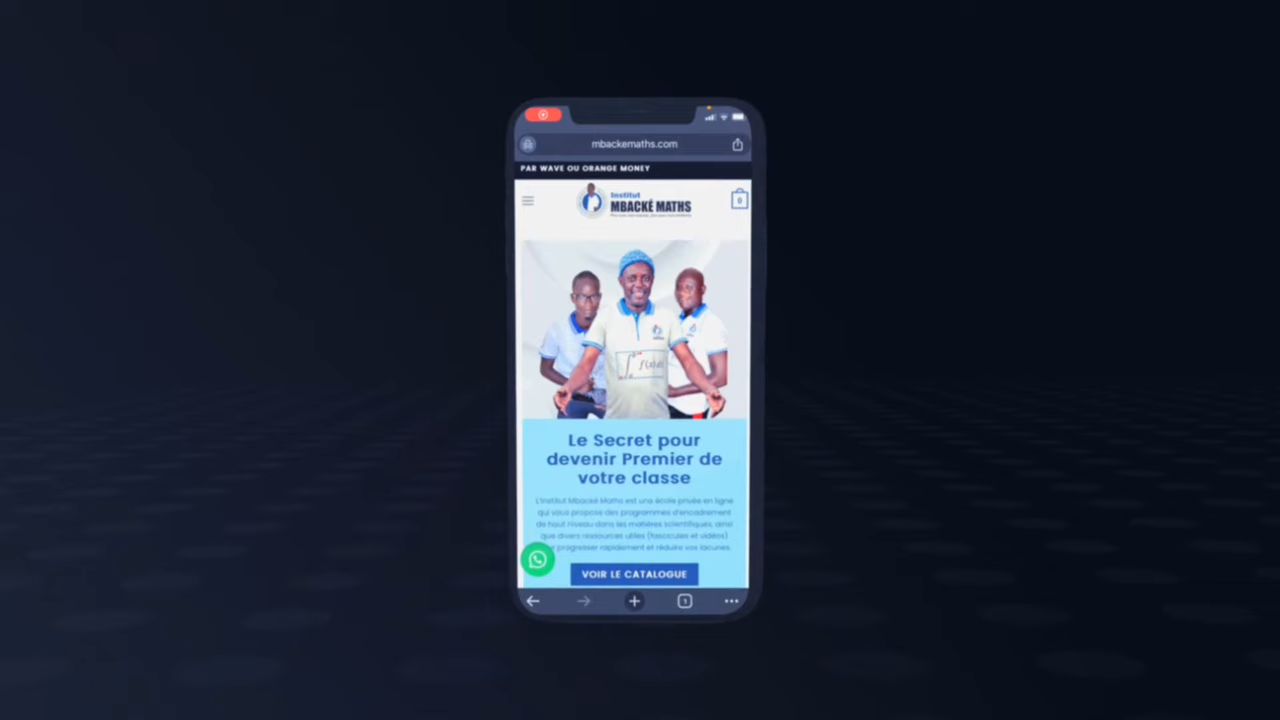 mbackemaths.com
PAR WAVE OU ORANGE MONEY
Institut
MBACKÉ MATHS
0
f(x)dx
Le Secret pour
devenir Premier de
votre classe
L'Institut Mbacké Maths est une école privée en ligne
qui vous propose des programmes d'encadrement
de haut niveau dans les matières scientifiques, ainsi
que divers ressources utiles (fascicules et vidéos)
progresser rapidement et réduire vos lacunes.
VOIR LE CATALOGUE
1